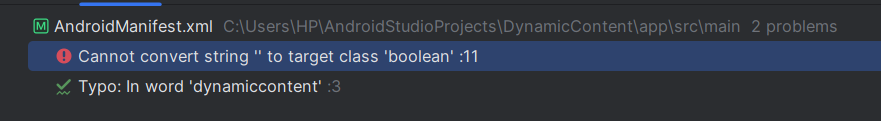 AndroidManifest.xml C:\Users\HP\AndroidStudioProjects\DynamicContent\app\src\main 2 problems
Cannot convert string '' to target class 'boolean' :11
Typo: In word 'dynamiccontent' :3